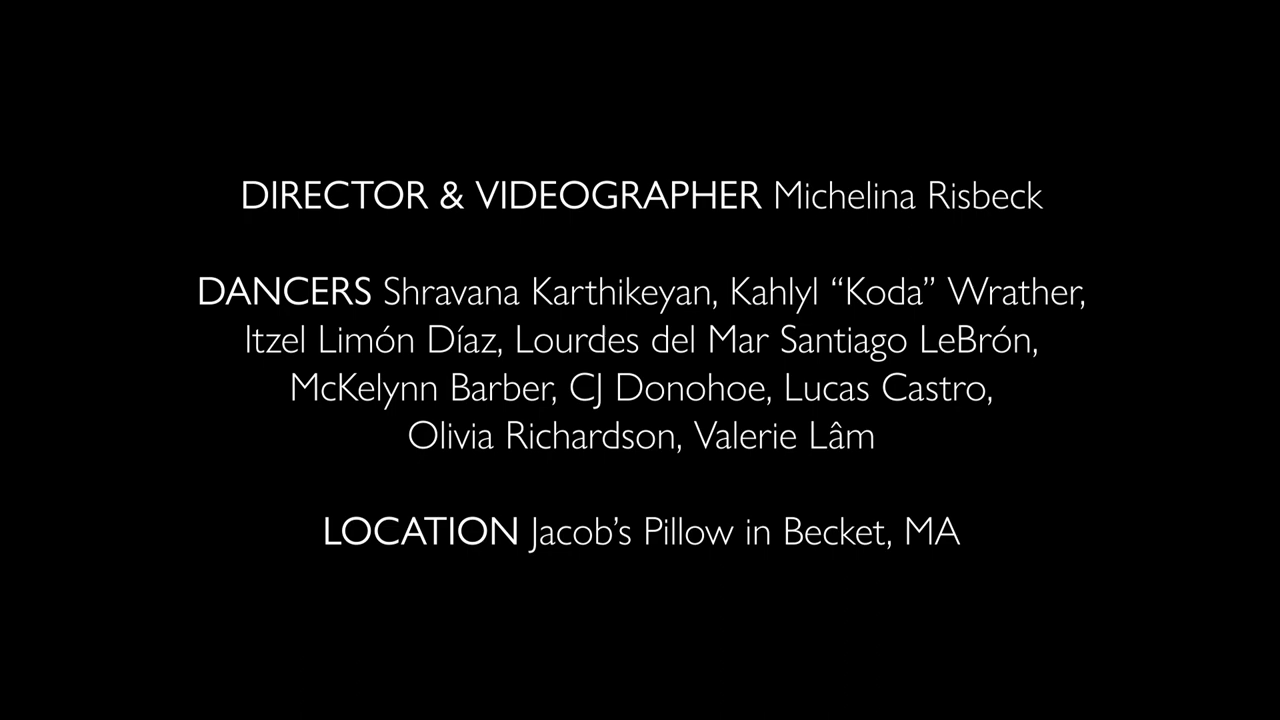 DIRECTOR & VIDEOGRAPHER Michelina Risbeck
DANCERS Shravana Karthikeyan, Kahlyl “Koda” Wrather,
Itzel Limón Díaz, Lourdes del Mar Santiago LeBrón,
McKelynn Barber, CJ Donohoe, Lucas Castro,
Olivia Richardson, Valerie Lâm
LOCATION Jacob’s Pillow in Becket, MA